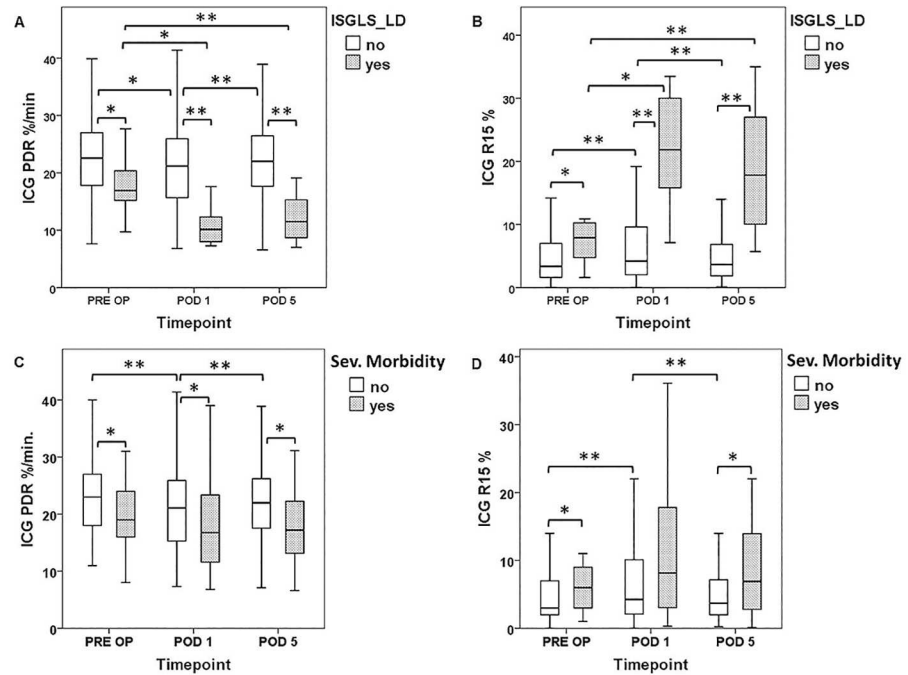 A
ISGLS_LD
no
yes
** 
*
* **
* ** **
40
30
20
10
0
ICG PDR %/min
PRE OP POD 1 POD 5
Timepoint
B
ISGLS_LD
no
yes
**
**
*
** **
**
*
40
30
20
10
0
ICG R15 %
PRE OP POD 1 POD 5
Timepoint
C
Sev. Morbidity
no
yes
** **
*
* *
40
30
20
10
0
ICG PDR %/min.
PRE OP POD 1 POD 5
Timepoint
D
Sev. Morbidity
no
yes
**
** *
*
40
30
20
10
0
ICG R15 %
PRE OP POD 1 POD 5
Timepoint